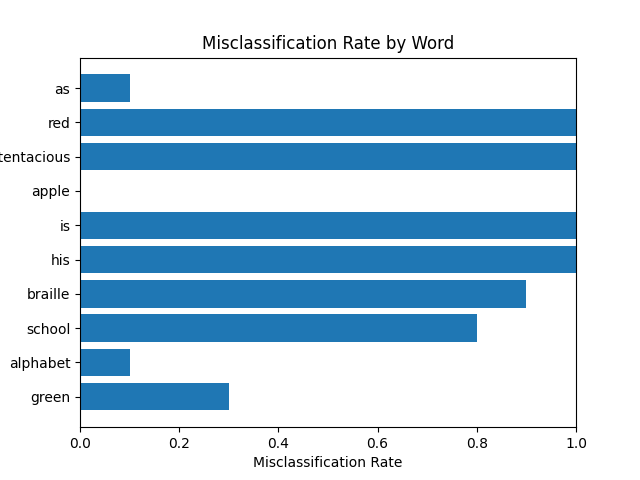 Misclassification Rate by Word
as
red
tentacious
apple
is
his
braille
school
alphabet
green
0.0 0.2 0.4 0.6 0.8 1.0
Misclassification Rate